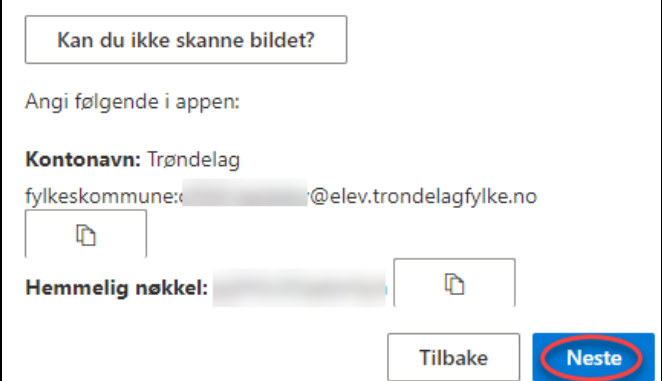 Kan du ikke skanne bildet?
Angi følgende i appen:
Kontonavn: Trøndelag
fylkeskommune: @elev.trondelagfylke.no
Hemmelig nøkkel:
Tilbake
Neste